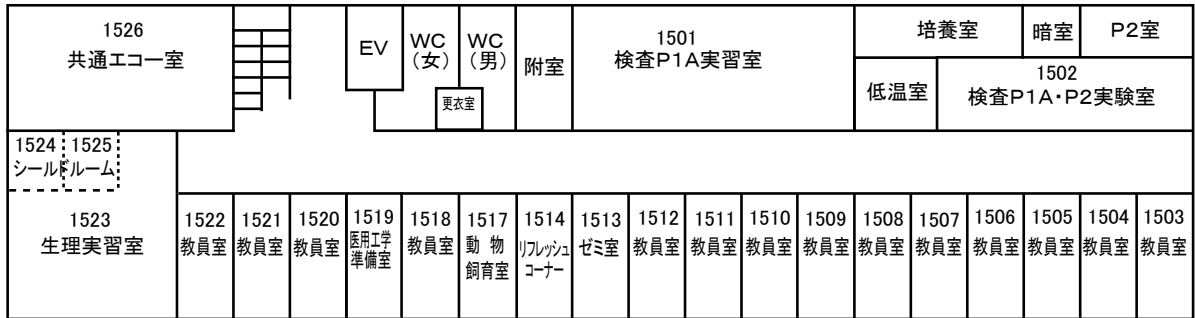 1526
共通エコー室
EV
WC
(女)
WC
(男)
更衣室
附室
1501
検査P1A実習室
培養室
暗室
P2室
低温室
1502
検査P1A・P2実験室
1524
1525
シールドルーム
1523
生理実習室
1522
教員室
1521
教員室
1520
教員室
1519
医用工学
準備室
1518
教員室
1517
動 物
飼育室
1514
リフレッシュ
コーナー
1513
ゼミ室
1512
教員室
1511
教員室
1510
教員室
1509
教員室
1508
教員室
1507
教員室
1506
教員室
1505
教員室
1504
教員室
1503
教員室